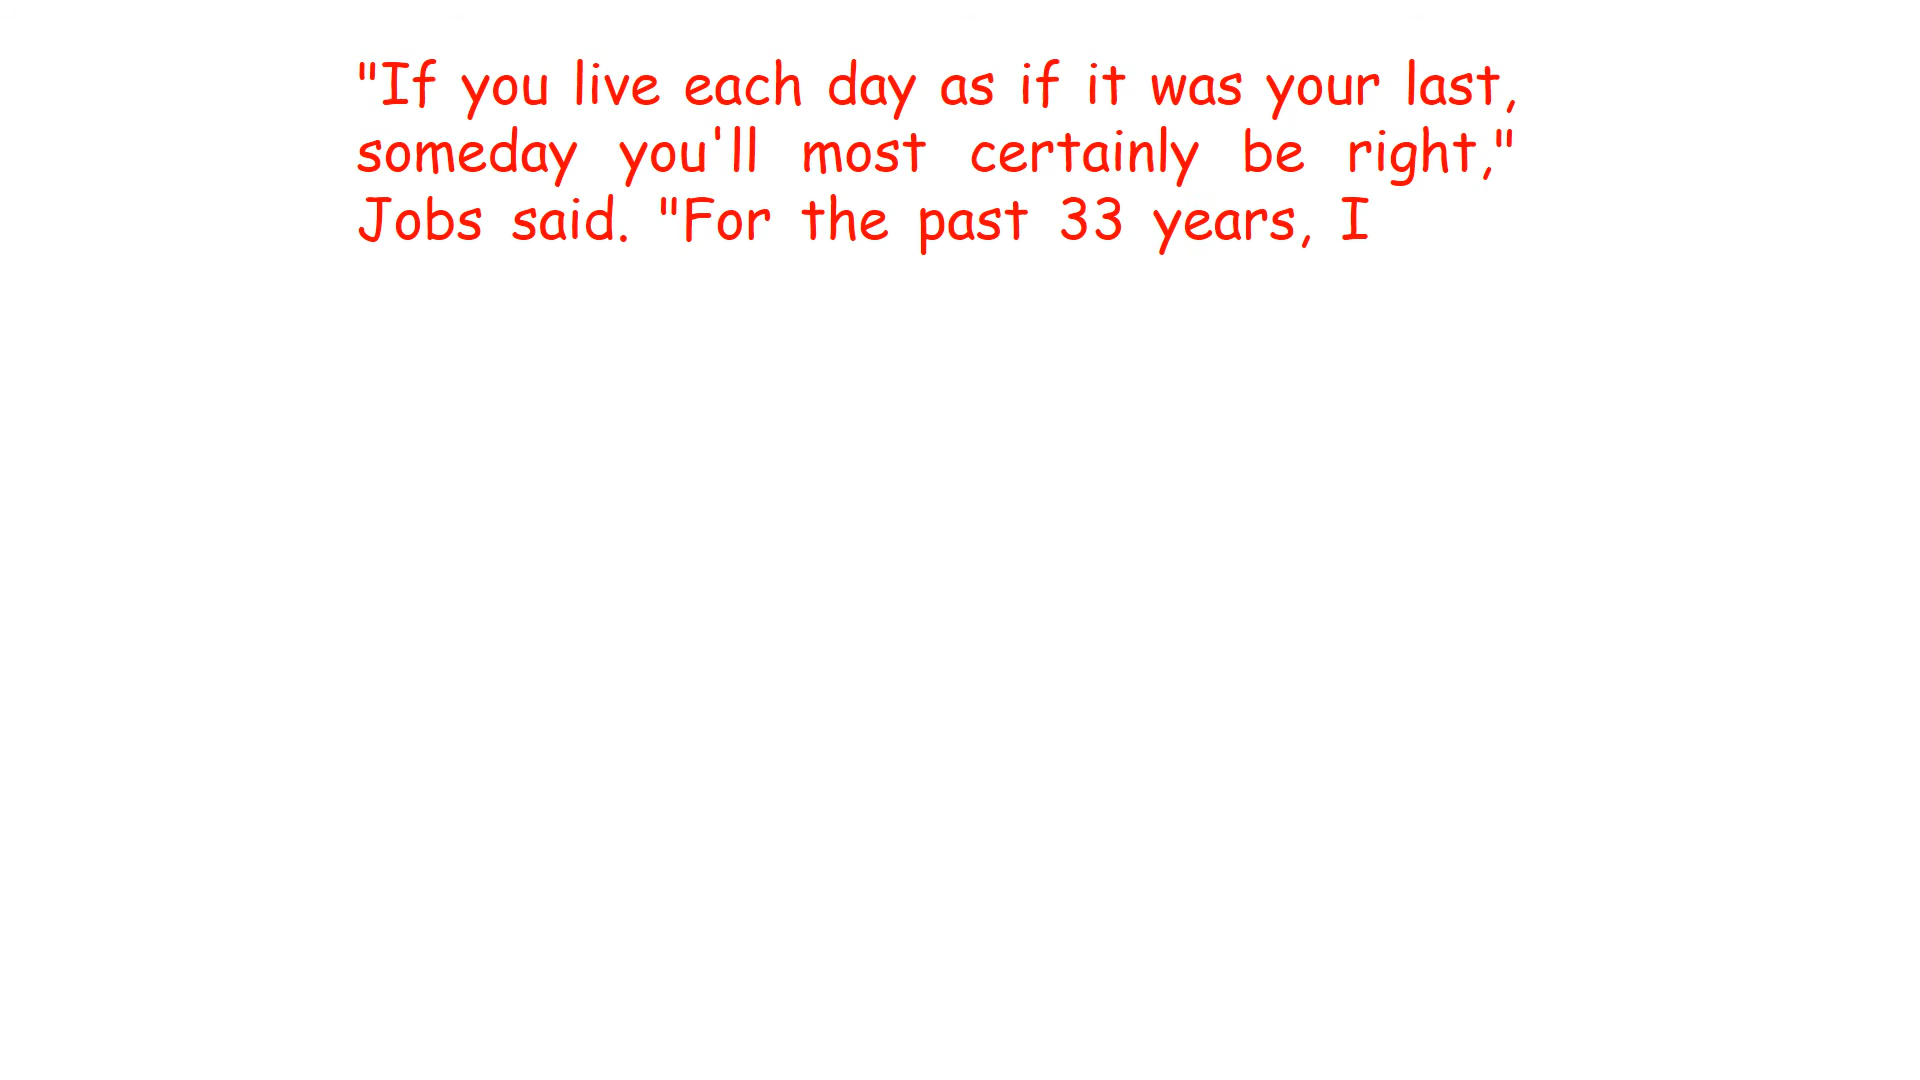 "If you live each day as if it was your last,
someday you'll most certainly be right,"
Jobs said. "For the past 33 years, I